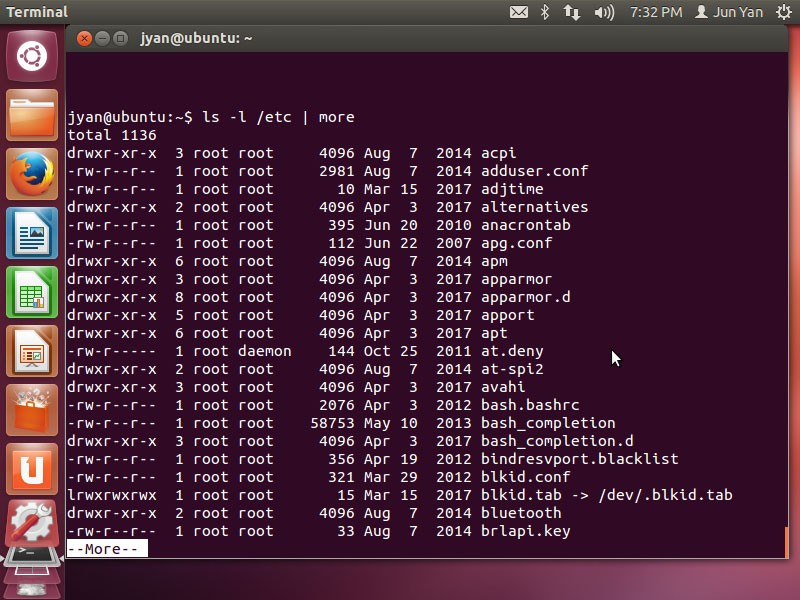 Terminal 7:32 PM Jun Yan
jyan@ubuntu: ~
jyan@ubuntu:~$ ls -l /etc | more
total 1136
drwxr-xr-x  3 root root     4096 Aug  7  2014 acpi
-rw-r--r--  1 root root     2981 Aug  7  2014 adduser.conf
-rw-r--r--  1 root root       10 Mar 15  2017 adjtime
drwxr-xr-x  2 root root     4096 Apr  3  2017 alternatives
-rw-r--r--  1 root root      395 Jun 20  2010 anacrontab
-rw-r--r--  1 root root      112 Jun 22  2007 apg.conf
drwxr-xr-x  6 root root     4096 Aug  7  2014 apm
drwxr-xr-x  3 root root     4096 Apr  3  2017 apparmor
drwxr-xr-x  8 root root     4096 Apr  3  2017 apparmor.d
drwxr-xr-x  5 root root     4096 Apr  3  2017 apport
drwxr-xr-x  6 root root     4096 Apr  3  2017 apt
-rw-r-----  1 root daemon    144 Oct 25  2011 at.deny
drwxr-xr-x  2 root root     4096 Aug  7  2014 at-spi2
drwxr-xr-x  3 root root     4096 Apr  3  2017 avahi
-rw-r--r--  1 root root     2076 Apr  3  2012 bash.bashrc
-rw-r--r--  1 root root    58753 May 10  2013 bash_completion
drwxr-xr-x  3 root root     4096 Apr  3  2017 bash_completion.d
-rw-r--r--  1 root root      356 Apr 19  2012 bindresvport.blacklist
-rw-r--r--  1 root root      321 Mar 29  2012 blkid.conf
lrwxrwxrwx  1 root root       15 Mar 15  2017 blkid.tab -> /dev/.blkid.tab
drwxr-xr-x  2 root root     4096 Aug  7  2014 bluetooth
-rw-r--r--  1 root root       33 Aug  7  2014 brlapi.key
--More--